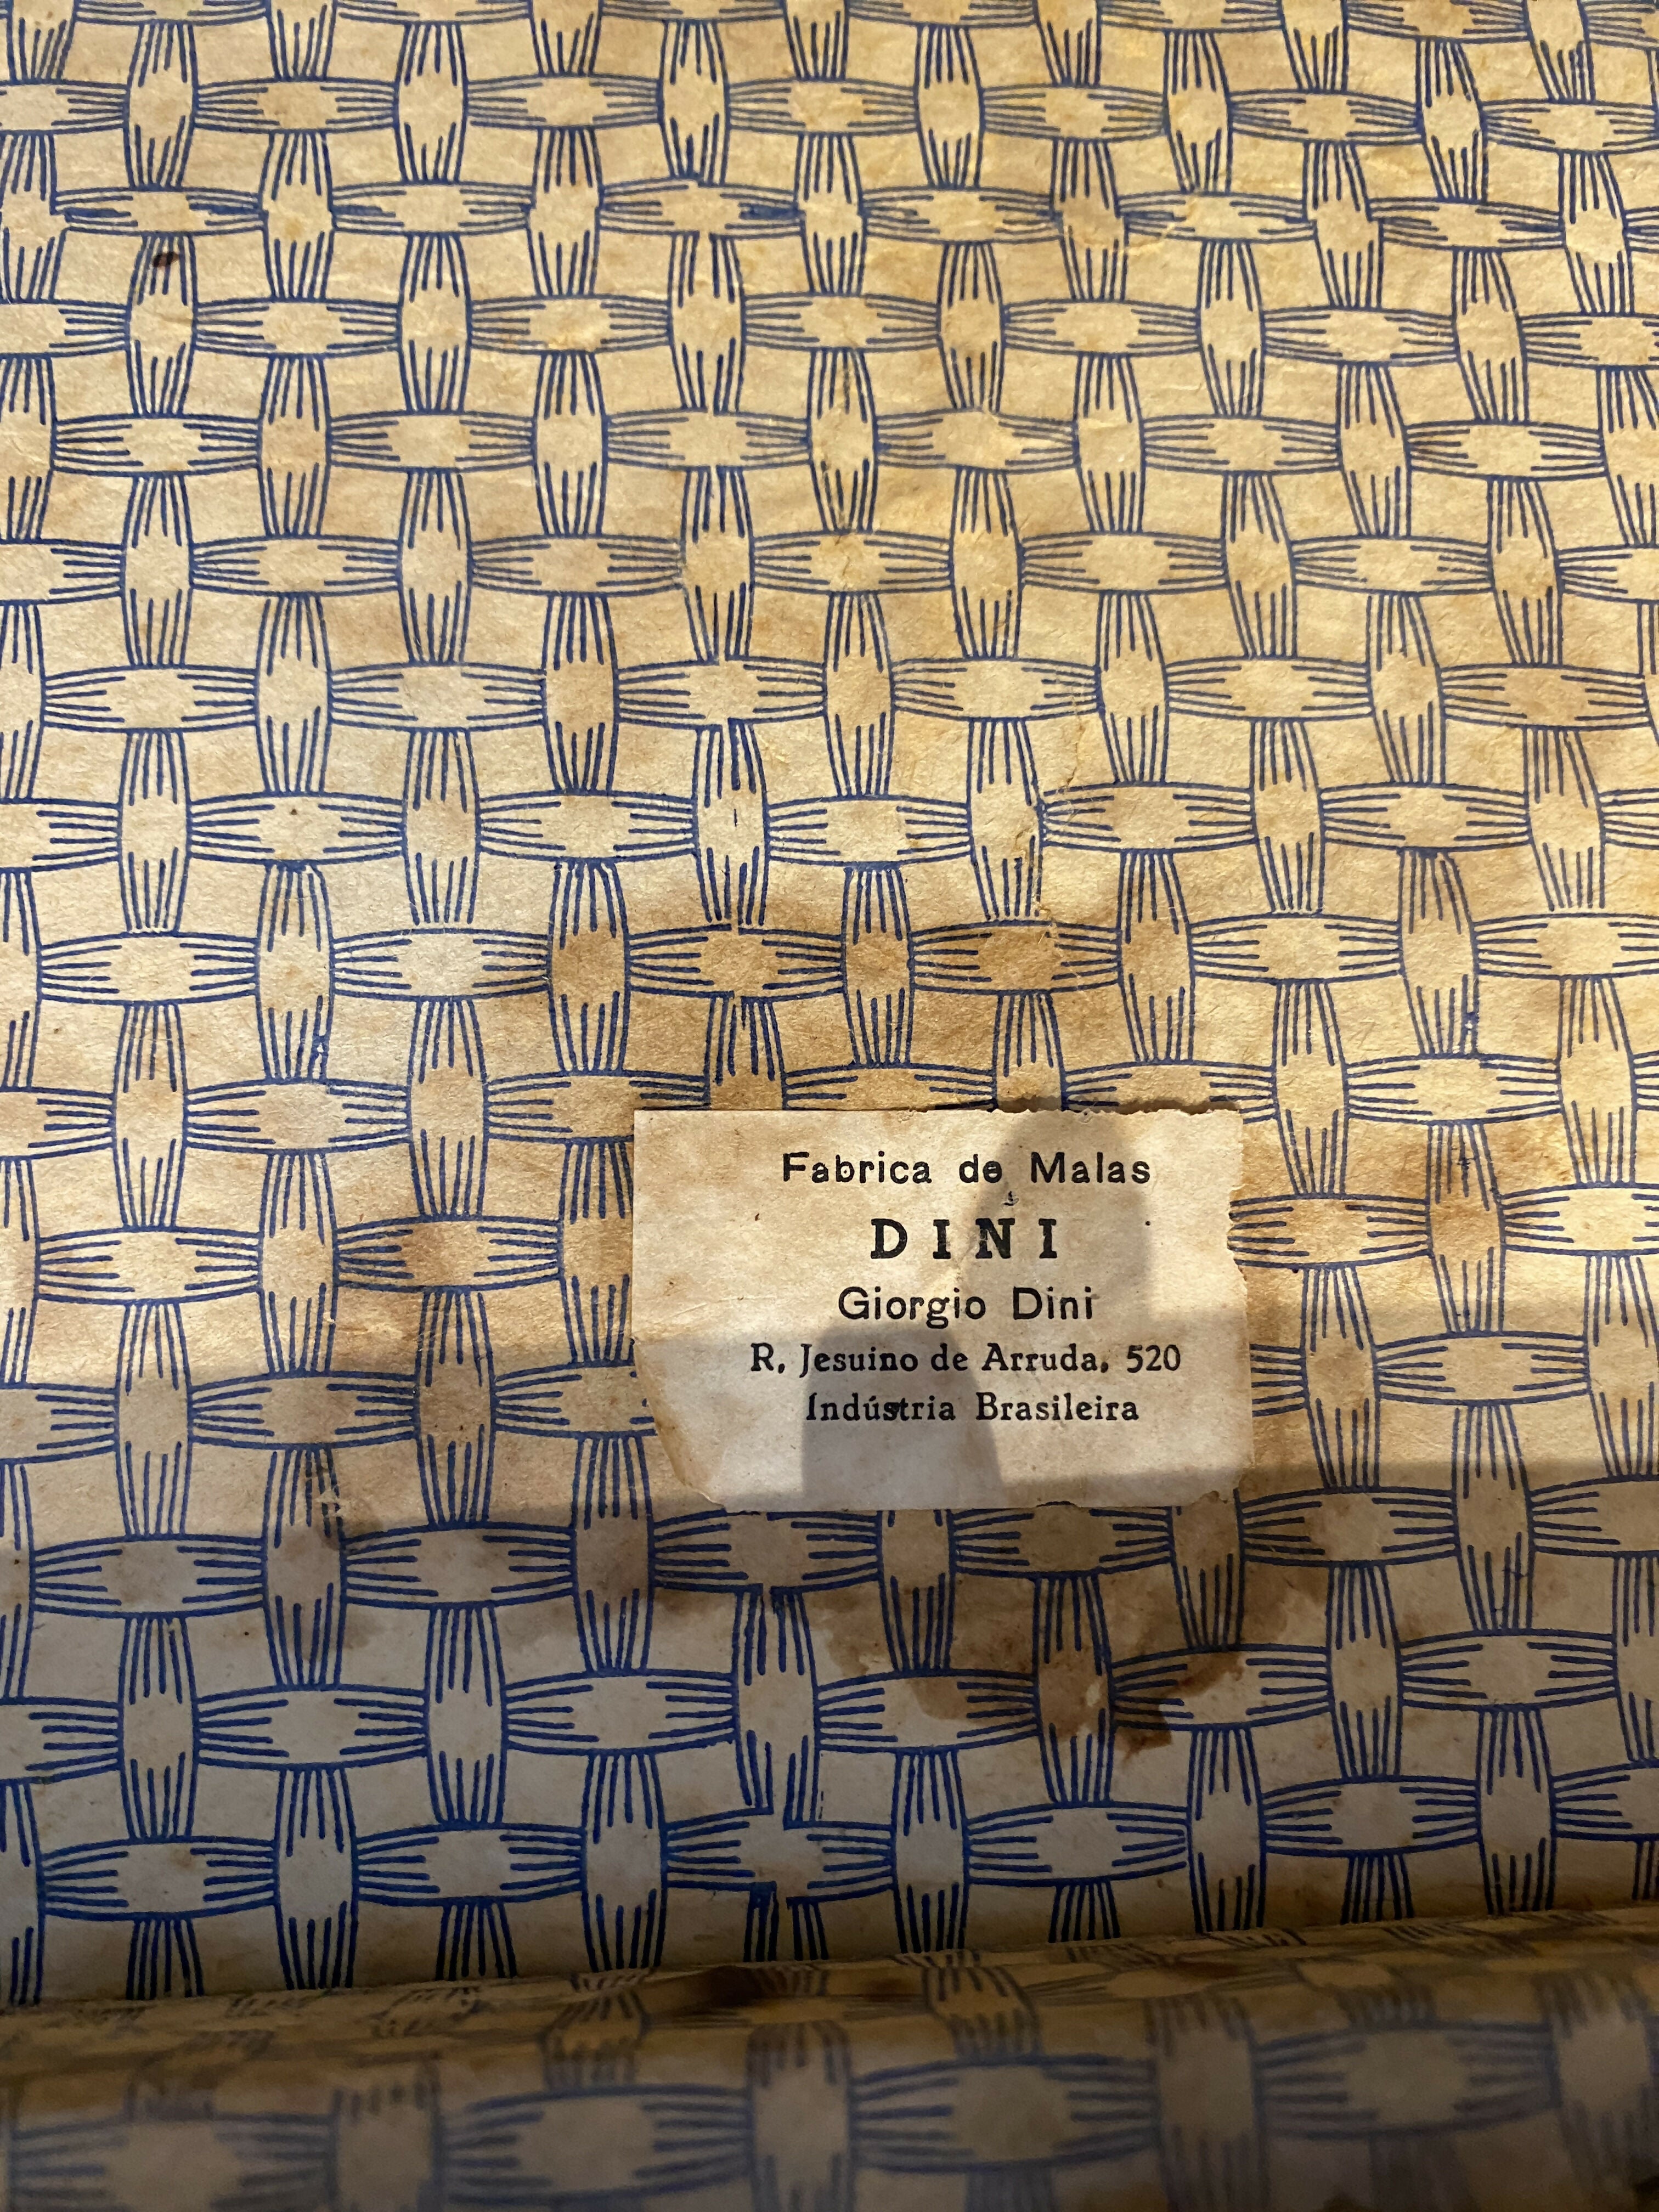 Fabrica de Malas
DINI
Giorgio Dini
R. Jesuino de Arruda, 520
Indústria Brasileira